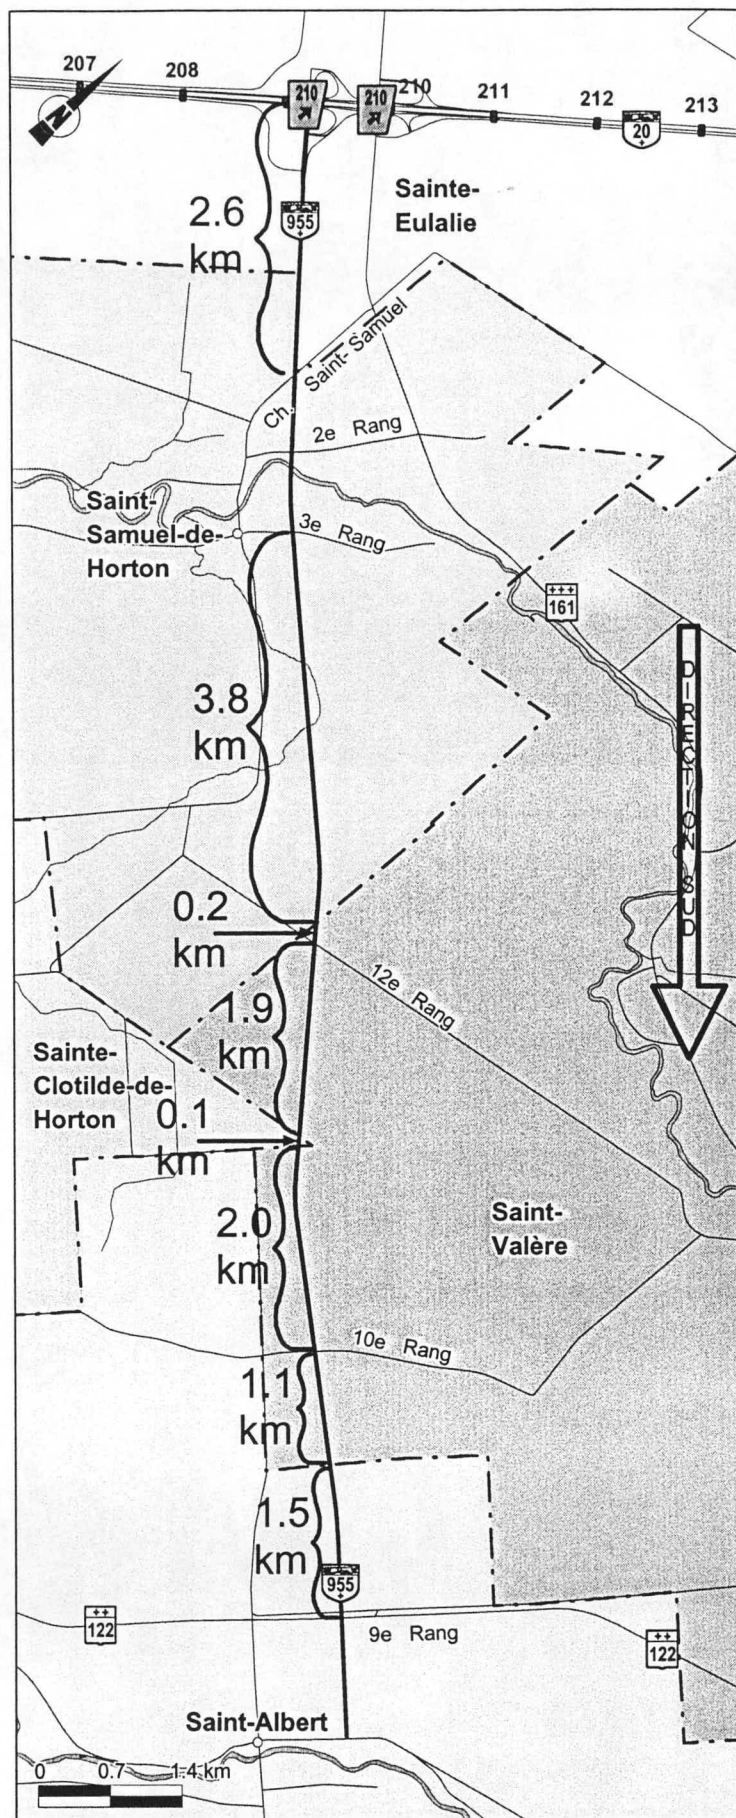 207
208
210
210
210
211
212
20
213
N
955
Sainte-
Eulalie
2.6
km
Ch. Saint-Samuel
2e Rang
Saint-
Samuel-de-
Horton
3e Rang
161
DIRECTION SUD
3.8
km
0.2
km
12e Rang
1.9
km
Sainte-
Clotilde-de-
Horton
0.1
km
2.0
km
Saint-
Valère
10e Rang
1.1
km
1.5
km
955
122
9e Rang
122
Saint-Albert
0 0.7 1.4 km